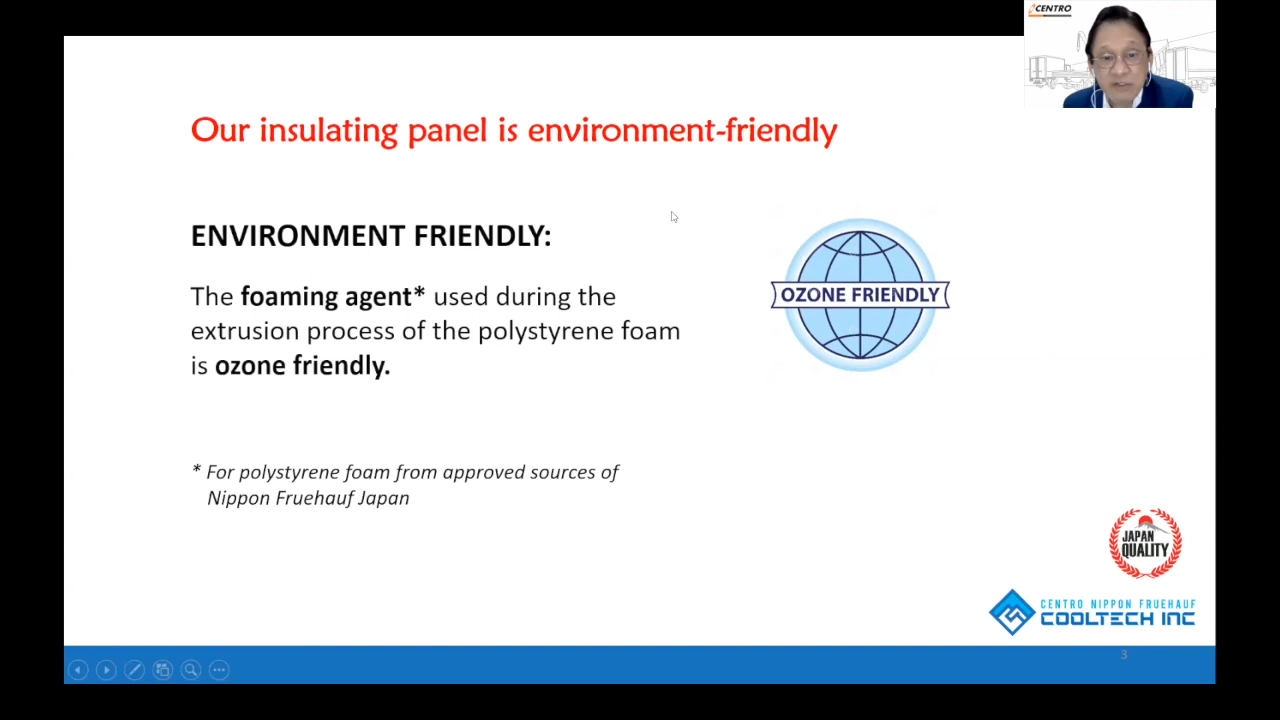 CENTRO
Our insulating panel is environment-friendly
ENVIRONMENT FRIENDLY:
The foaming agent* used during the
extrusion process of the polystyrene foam
is ozone friendly.
OZONE FRIENDLY
* For polystyrene foam from approved sources of
Nippon Fruehauf Japan
JAPAN
QUALITY
CENTRO NIPPON FRUEHAUF
COOLTECH INC
3